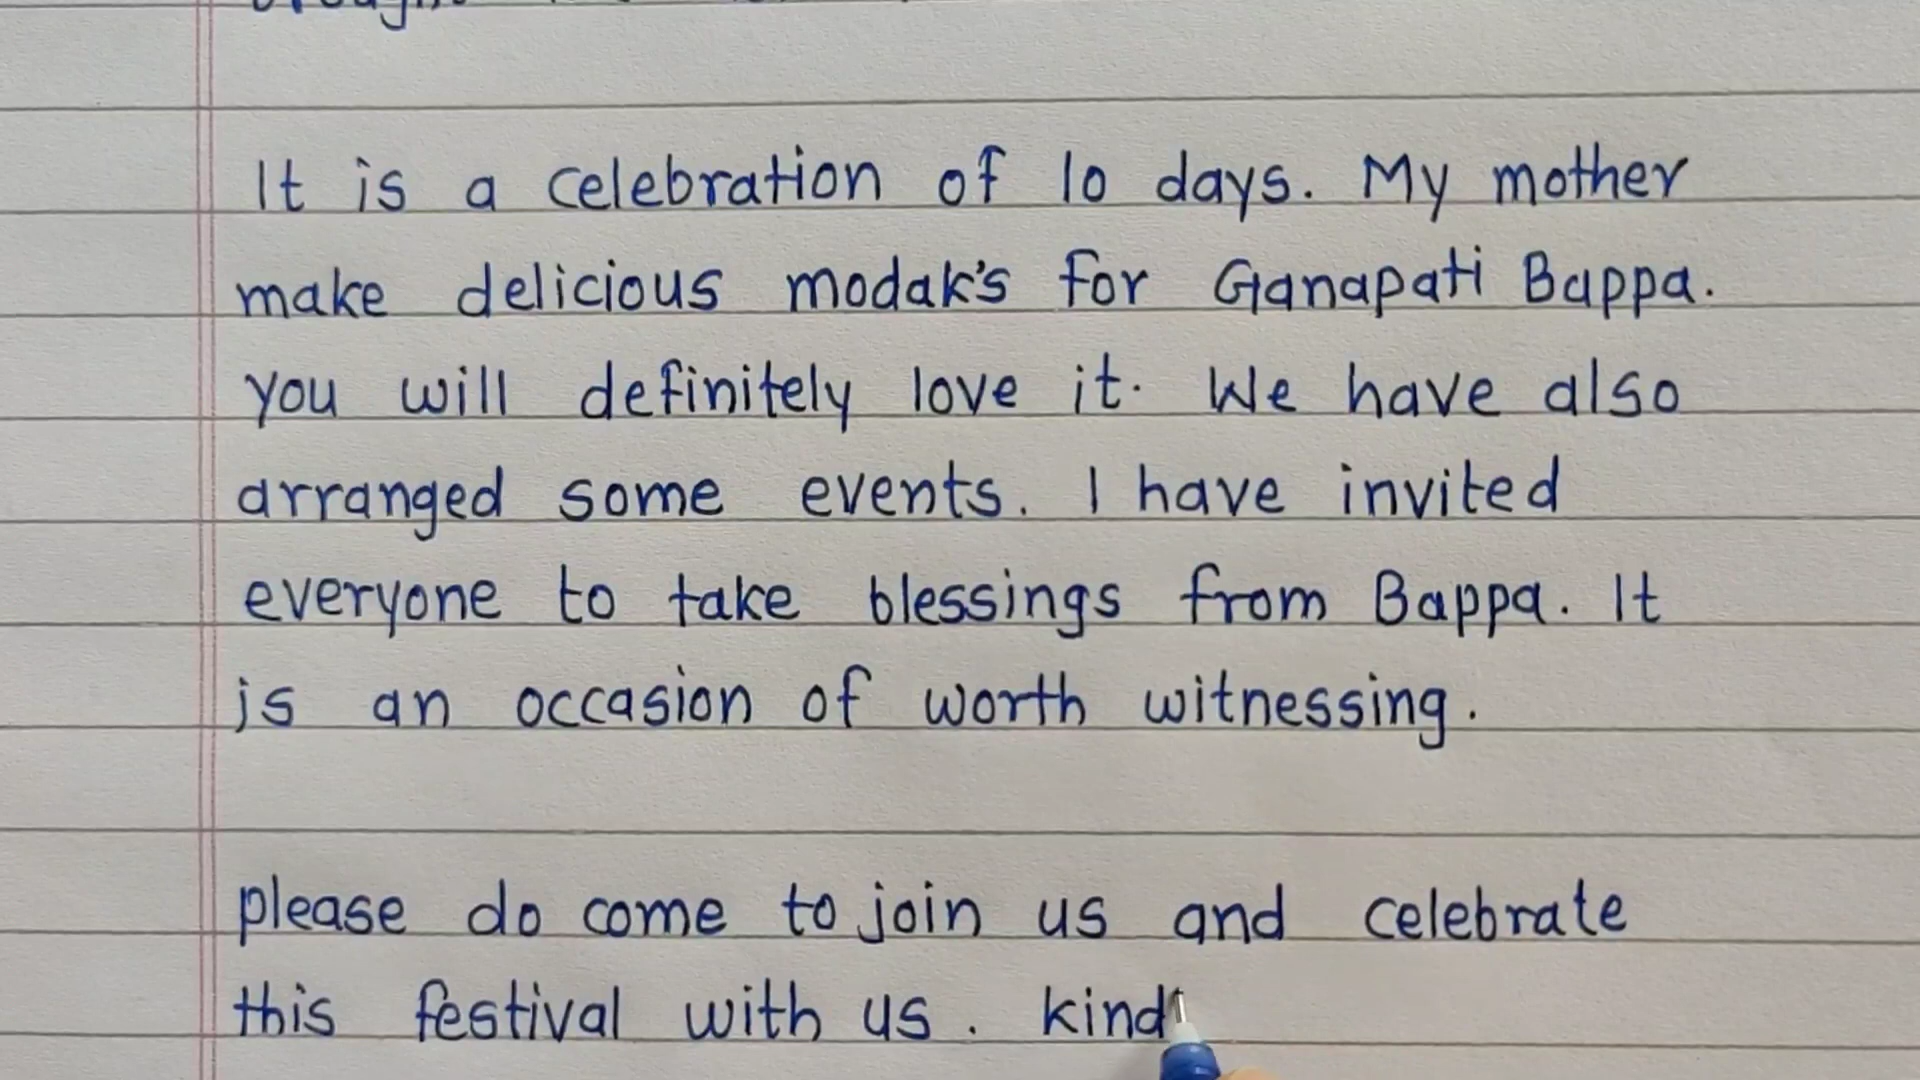 It is a celebration of 10 days. My mother
make delicious modak's for Ganapati Bappa.
you will definitely love it. We have also
arranged some events. I have invited
everyone to take blessings from Bappa. It
is an occasion of worth witnessing.
please do come to join us and celebrate
this festival with us. kind